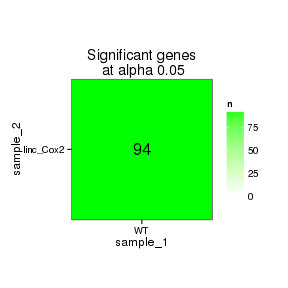 Significant genes
at alpha 0.05
sample_2
linc_Cox2
94
n
75
50
25
0
WT
sample_1